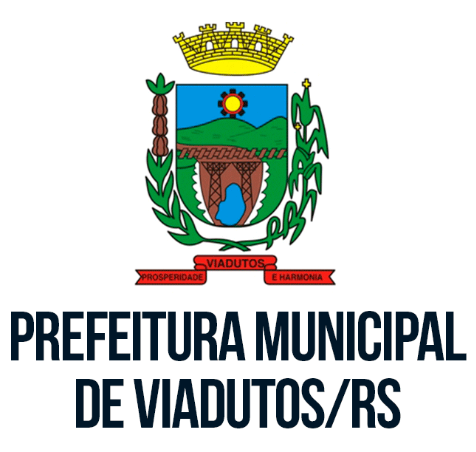 VIADUTOS
PROSPERIDADE E HARMONIA
PREFEITURA MUNICIPAL
DE VIADUTOS/RS